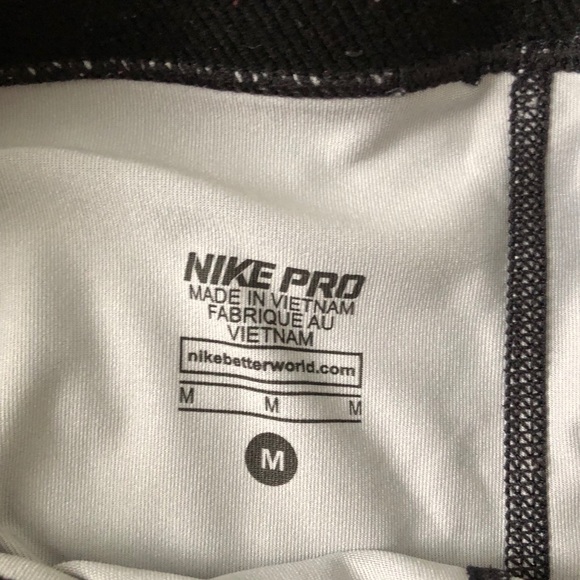 NIKE PRO
MADE IN VIETNAM
FABRIQUE AU
VIETNAM
nikebetterworld.com
M M M
M